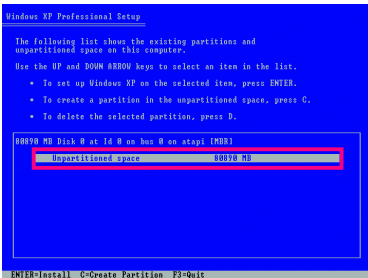 Windows XP Professional Setup
The following list shows the existing partitions and
unpartitioned space on this computer.
Use the UP and DOWN ARROW keys to select an item in the list.
• To set up Windows XP on the selected item, press ENTER.
• To create a partition in the unpartitioned space, press C.
• To delete the selected partition, press D.
80890 MB Disk 0 at Id 0 on bus 0 on atapi [MBR]
Unpartitioned space 80890 MB
ENTER=Install C=Create Partition F3=Quit